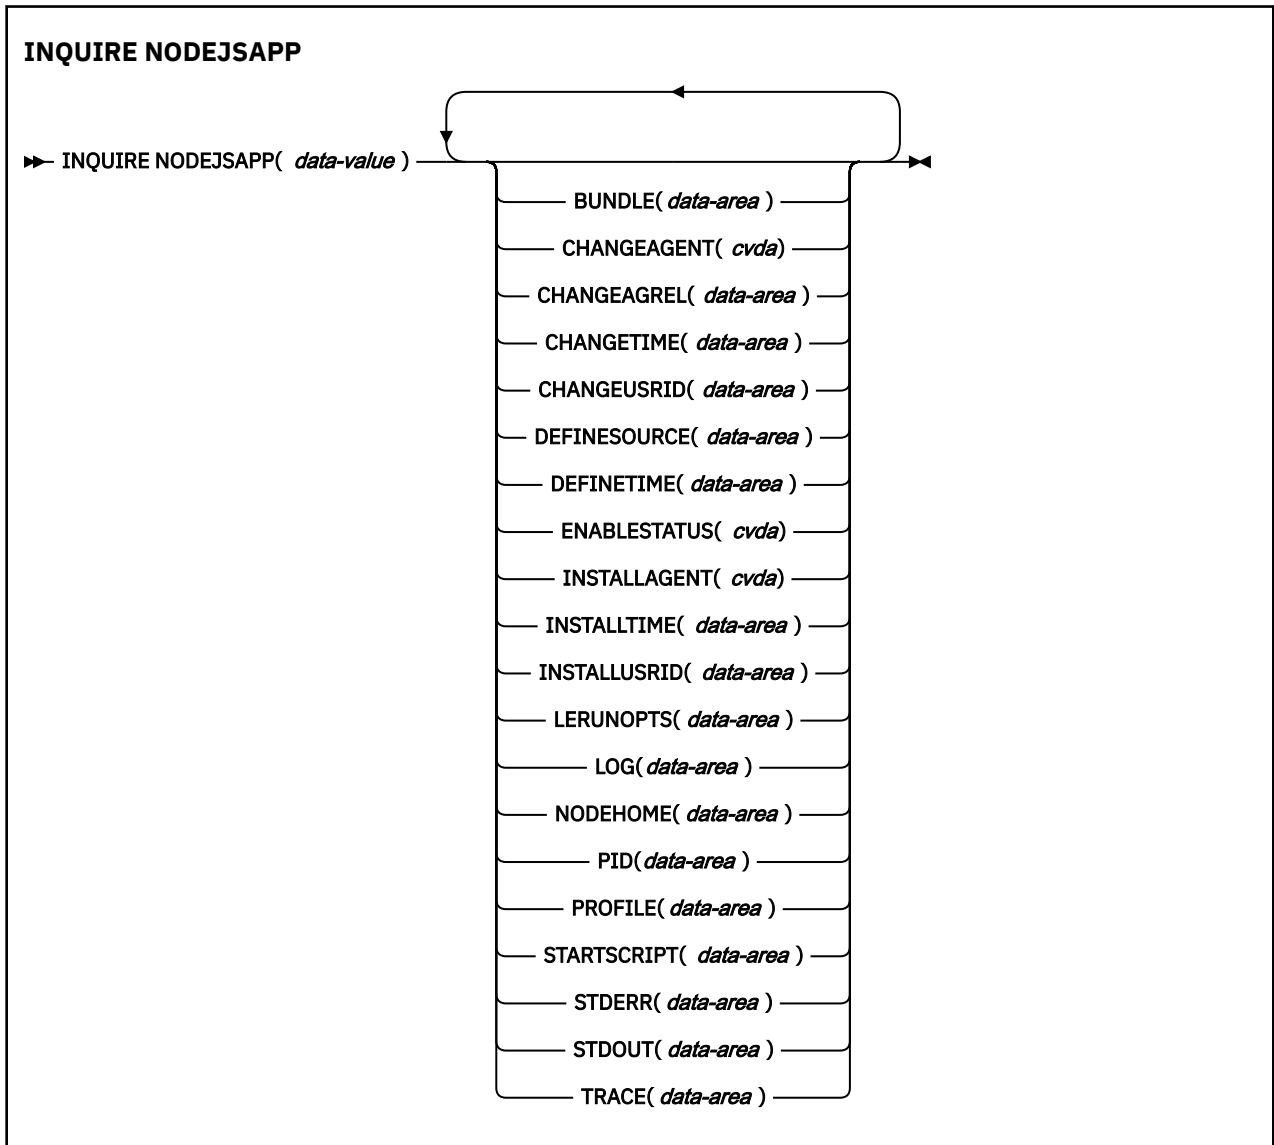 INQUIRE NODEJSAPP
INQUIRE NODEJSAPP( data-value )
BUNDLE( data-area )
CHANGEAGENT( cvda)
CHANGEAGREL( data-area )
CHANGETIME( data-area )
CHANGEUSRID( data-area )
DEFINESOURCE( data-area )
DEFINETIME( data-area )
ENABLESTATUS( cvda)
INSTALLAGENT( cvda)
INSTALLTIME( data-area )
INSTALLUSRID( data-area )
LERUNOPTS( data-area )
LOG( data-area )
NODEHOME( data-area )
PID( data-area )
PROFILE( data-area )
STARTSCRIPT( data-area )
STDERR( data-area )
STDOUT( data-area )
TRACE( data-area )